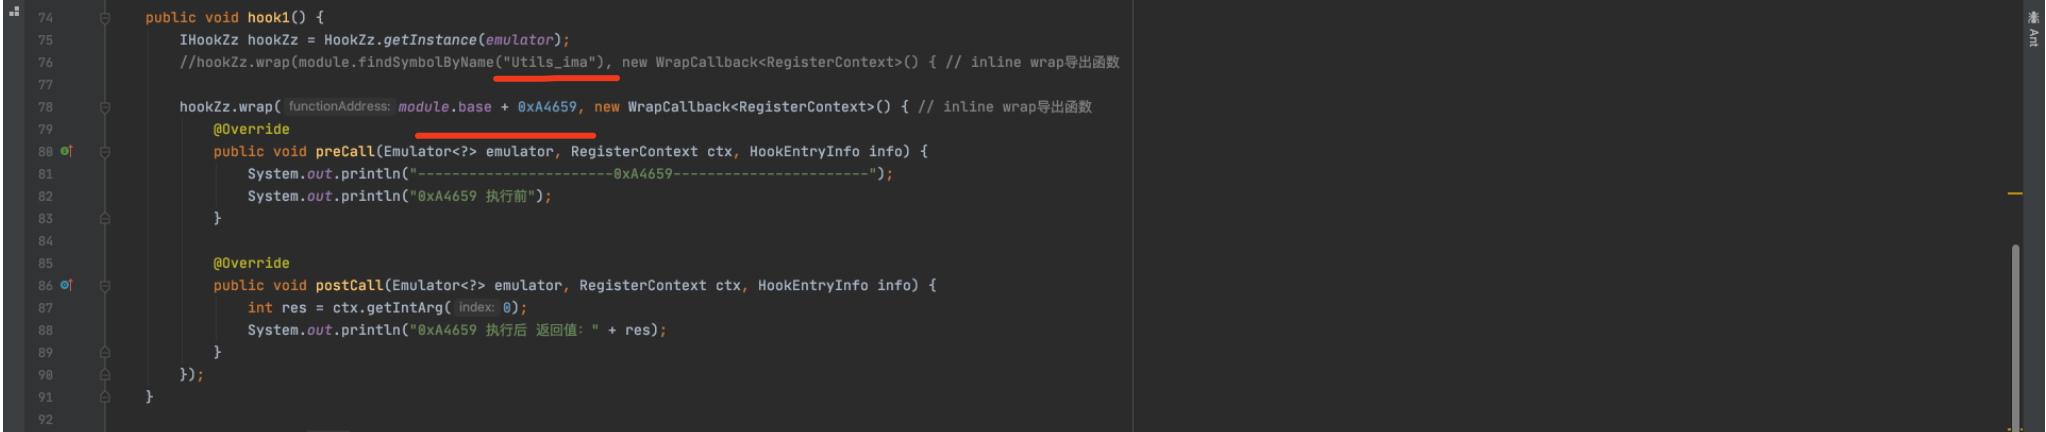 74 public void hook1() {
75 IHookZz hookZz = HookZz.getInstance(emulator);
76 //hookZz.wrap(module.findSymbolByName("Utils_ima"), new WrapCallback<RegisterContext>() { // inline wrap导出函数
77
78 hookZz.wrap( functionAddress: module.base + 0xA4659, new WrapCallback<RegisterContext>() { // inline wrap导出函数
79 @Override
80 public void preCall(Emulator<?> emulator, RegisterContext ctx, HookEntryInfo info) {
81 System.out.println("-----------------------0xA4659-----------------------");
82 System.out.println("0xA4659 执行前");
83 }
84
85 @Override
86 public void postCall(Emulator<?> emulator, RegisterContext ctx, HookEntryInfo info) {
87 int res = ctx.getIntArg( index: 0);
88 System.out.println("0xA4659 执行后 返回值: " + res);
89 }
90 });
91 }
92
Ant